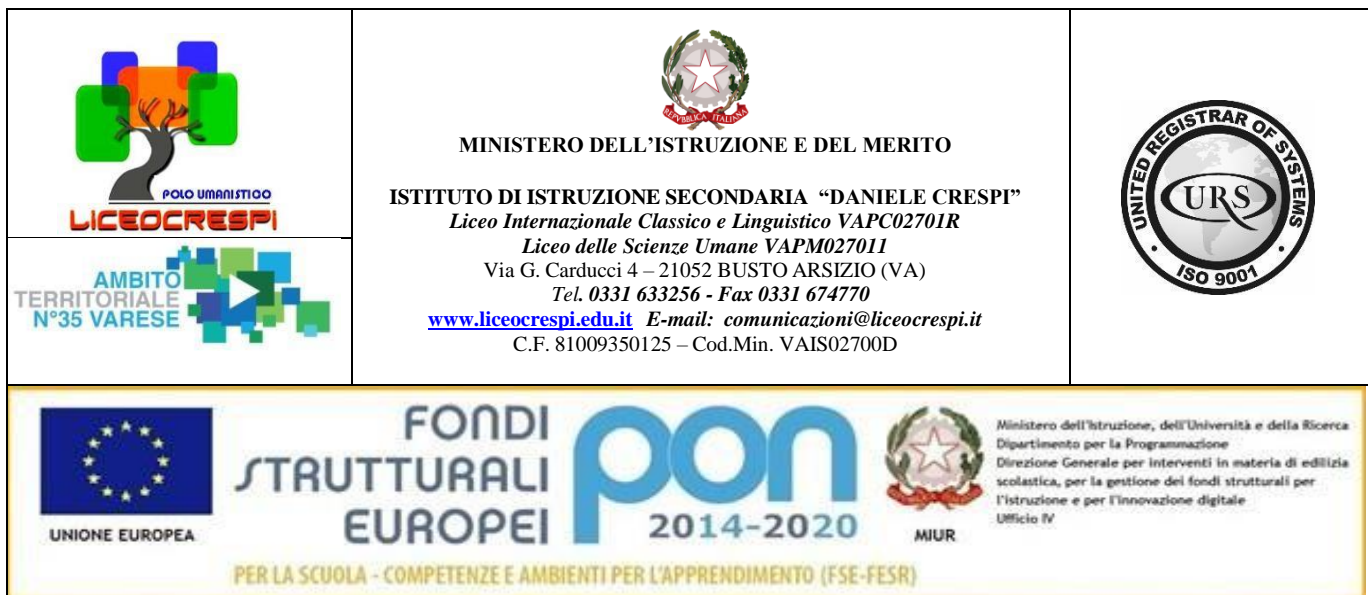 POLO UMANISTICO
LICEOCRESPI
AMBITO
TERRITORIALE
N°35 VARESE
REPVBBLICA ITALIANA
MINISTERO DELL’ISTRUZIONE E DEL MERITO
ISTITUTO DI ISTRUZIONE SECONDARIA “DANIELE CRESPI”
Liceo Internazionale Classico e Linguistico VAPC02701R
Liceo delle Scienze Umane VAPM027011
Via G. Carducci 4 – 21052 BUSTO ARSIZIO (VA)
Tel. 0331 633256 - Fax 0331 674770
www.liceocrespi.edu.it E-mail: comunicazioni@liceocrespi.it
C.F. 81009350125 – Cod.Min. VAIS02700D
UNITED REGISTRAR OF SYSTEMS
URS
ISO 9001
UNIONE EUROPEA
FONDI
STRUTTURALI
EUROPEI
pon
2014-2020
MIUR
Ministero dell'Istruzione, dell'Università e della Ricerca
Dipartimento per la Programmazione
Direzione Generale per interventi in materia di edilizia
scolastica, per la gestione dei fondi strutturali per
l'istruzione e per l'innovazione digitale
Ufficio IV
PER LA SCUOLA - COMPETENZE E AMBIENTI PER L'APPRENDIMENTO (FSE-FESR)